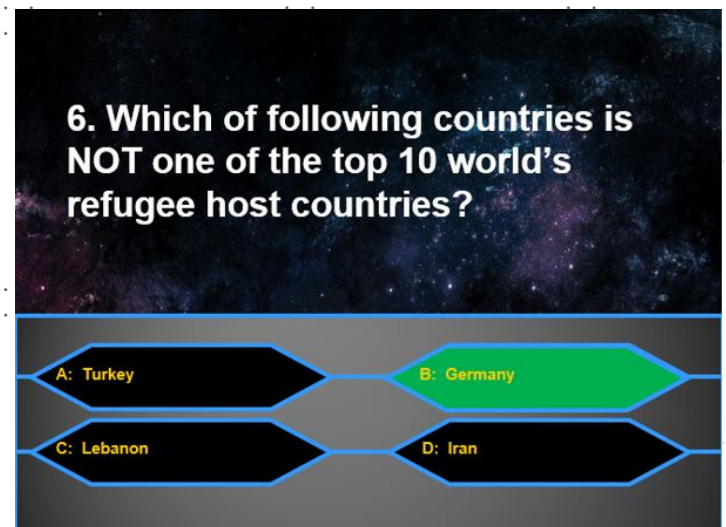 6. Which of following countries is
NOT one of the top 10 world’s
refugee host countries?
A: Turkey
B: Germany
C: Lebanon
D: Iran